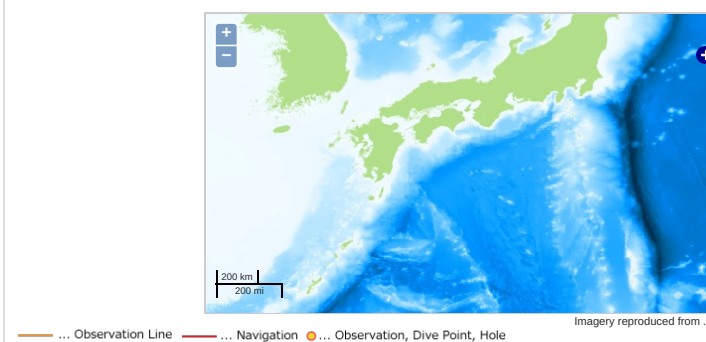 +
−
200 km
200 mi
Imagery reproduced from .
... Observation Line ... Navigation ... Observation, Dive Point, Hole